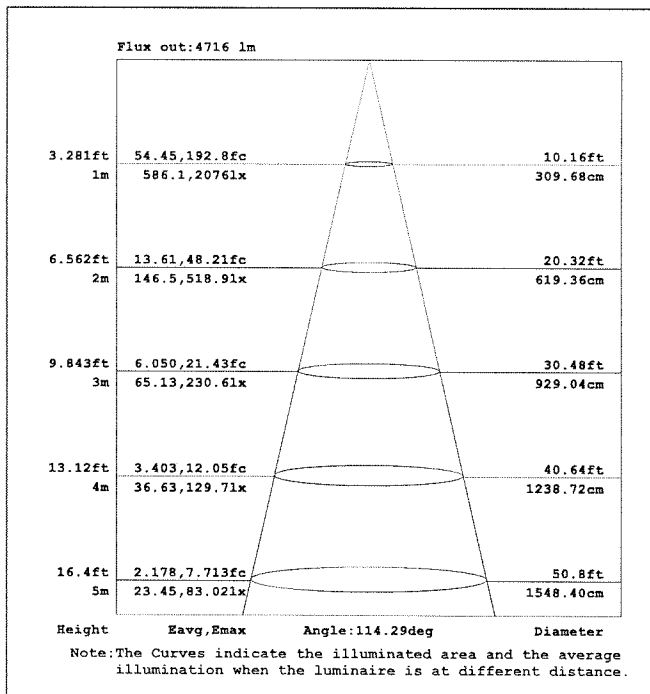 Flux out:4716 lm
3.281ft 54.45,192.8fc 10.16ft
1m 586.1,2076lx 309.68cm
6.562ft 13.61,48.21fc 20.32ft
2m 146.5,518.9lx 619.36cm
9.843ft 6.050,21.43fc 30.48ft
3m 65.13,230.6lx 929.04cm
13.12ft 3.403,12.05fc 40.64ft
4m 36.63,129.7lx 1238.72cm
16.4ft 2.178,7.713fc 50.8ft
5m 23.45,83.02lx 1548.40cm
Height Eavg,Emax Angle:114.29deg Diameter
Note:The Curves indicate the illuminated area and the average
illumination when the luminaire is at different distance.